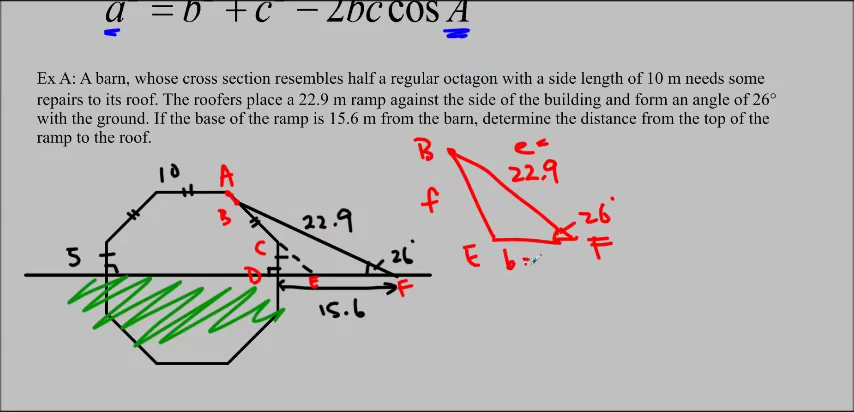 a = b + c − 2bc cos A
Ex A: A barn, whose cross section resembles half a regular octagon with a side length of 10 m needs some
repairs to its roof. The roofers place a 22.9 m ramp against the side of the building and form an angle of 26°
with the ground. If the base of the ramp is 15.6 m from the barn, determine the distance from the top of the
ramp to the roof.
B e=
22.9
10 A
f 26°
B 22.9
E b= F
5 C 26°
D E F
15.6